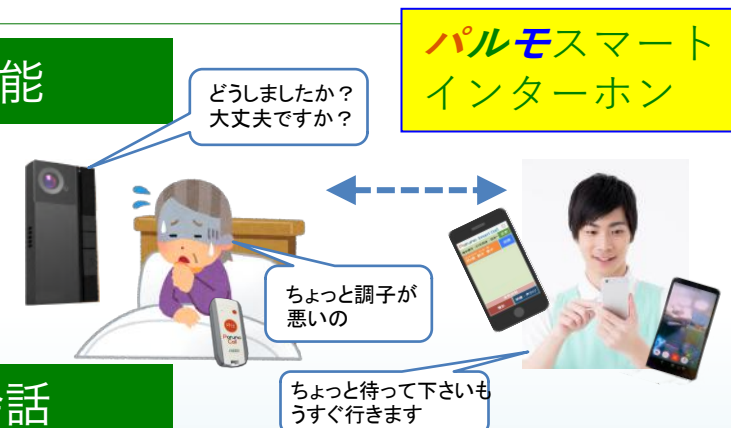 能
パルモスマート
インターホン
どうしましたか？
大丈夫ですか？
ちょっと調子が
悪いの
ちょっと待って下さいも
うすぐ行きます
話